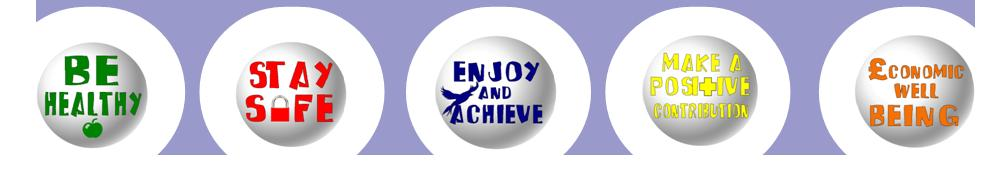 BE
HEALTHY
STAY
SAFE
ENJOY
AND
ACHIEVE
MAKE A
POSITIVE
CONTRIBUTION
£CONOMIC
WELL
BEING